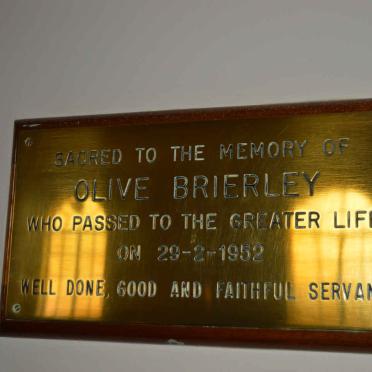 SACRED TO THE MEMORY OF
OLIVE BRIERLEY
WHO PASSED TO THE GREATER LIFE
ON 29-2-1952
WELL DONE, GOOD AND FAITHFUL SERVAN